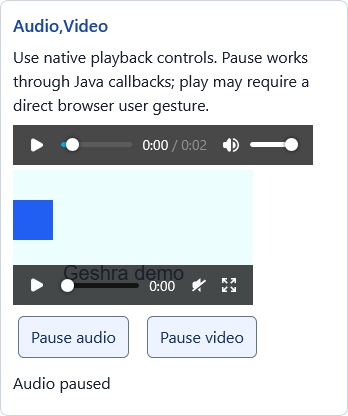 Audio,Video
Use native playback controls. Pause works
through Java callbacks; play may require a
direct browser user gesture.
0:00 / 0:02
Geshra demo
0:00
Pause audio Pause video
Audio paused